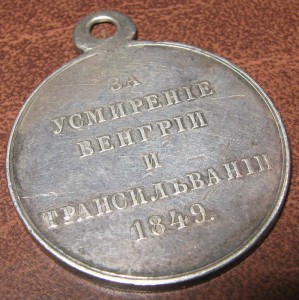 ЗА
УСМИРЕНІЕ
ВЕНГРІИ
И
ТРАНСИЛЬВАНІИ
1849.